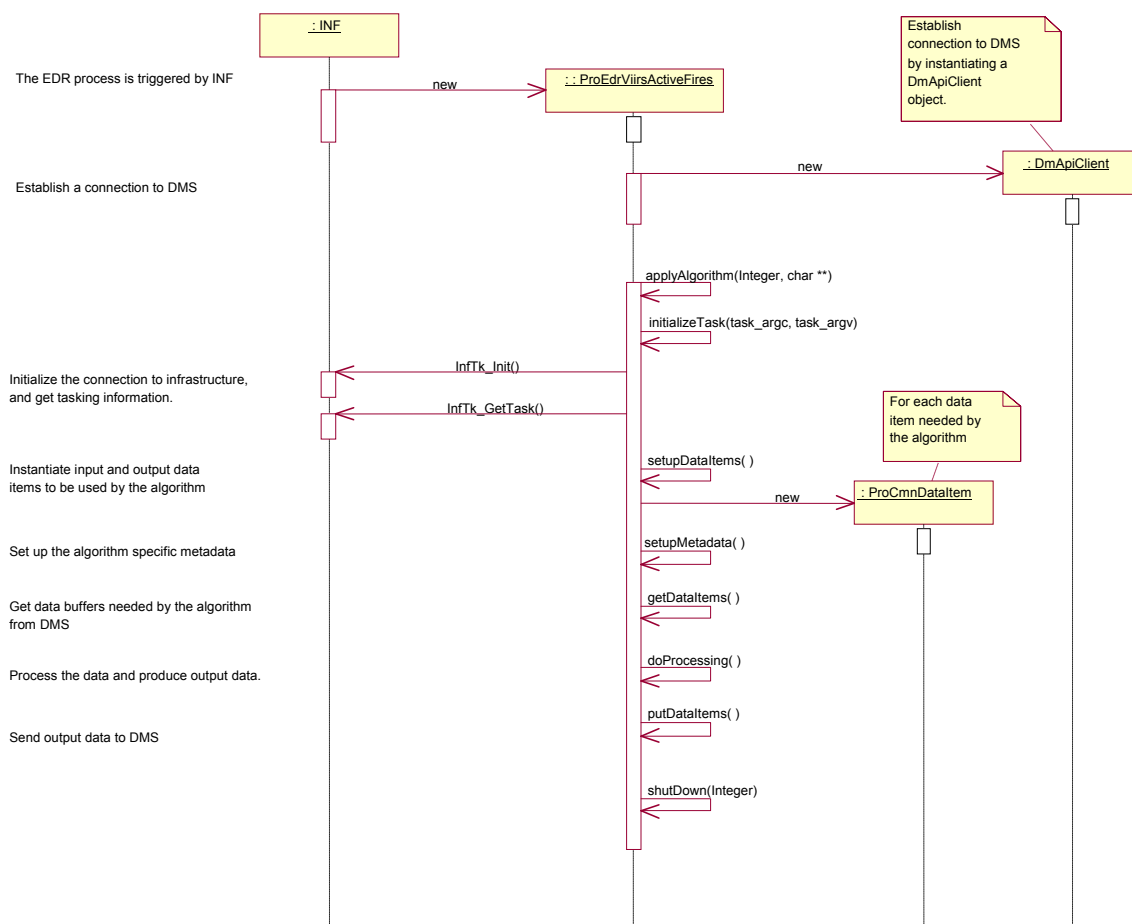 : INF
Establish
connection to DMS
by instantiating a
DmApiClient
object.
The EDR process is triggered by INF
new
: : ProEdrViirsActiveFires
new
: DmApiClient
Establish a connection to DMS
applyAlgorithm(Integer, char **)
initializeTask(task_argc, task_argv)
InfTk_Init()
Initialize the connection to infrastructure,
and get tasking information.
InfTk_GetTask()
For each data
item needed by
the algorithm
setupDataItems( )
Instantiate input and output data
items to be used by the algorithm
new
: ProCmnDataItem
setupMetadata( )
Set up the algorithm specific metadata
getDataItems( )
Get data buffers needed by the algorithm
from DMS
doProcessing( )
Process the data and produce output data.
putDataItems( )
Send output data to DMS
shutDown(Integer)